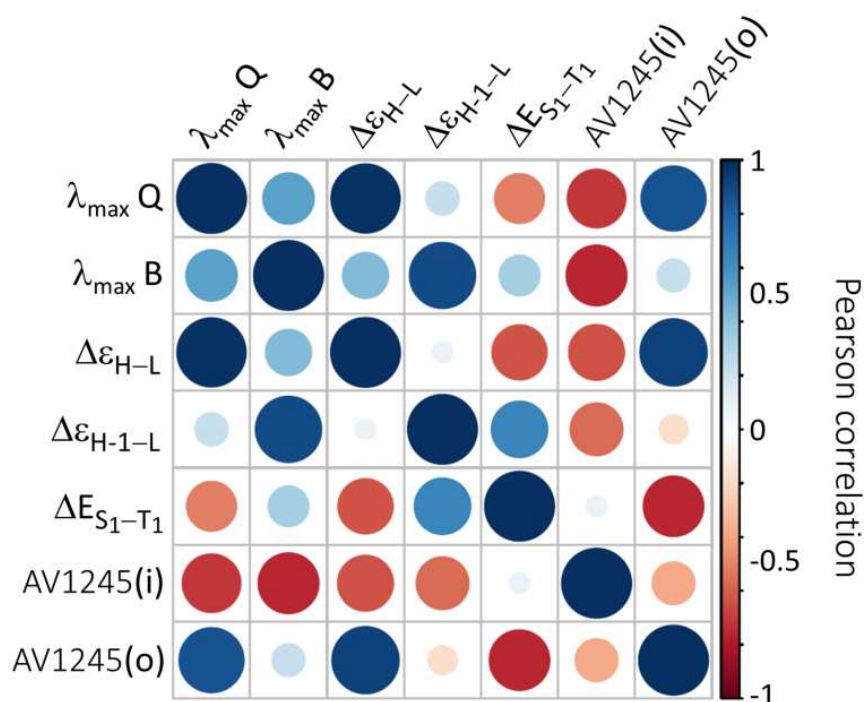 λmax Q λmax B ΔεH–L ΔεH-1–L ΔES1–T1 AV1245(i) AV1245(o)
λmax Q
λmax B
ΔεH–L
ΔεH-1–L
ΔES1–T1
AV1245(i)
AV1245(o)
1
0.5
0
-0.5
-1
Pearson correlation